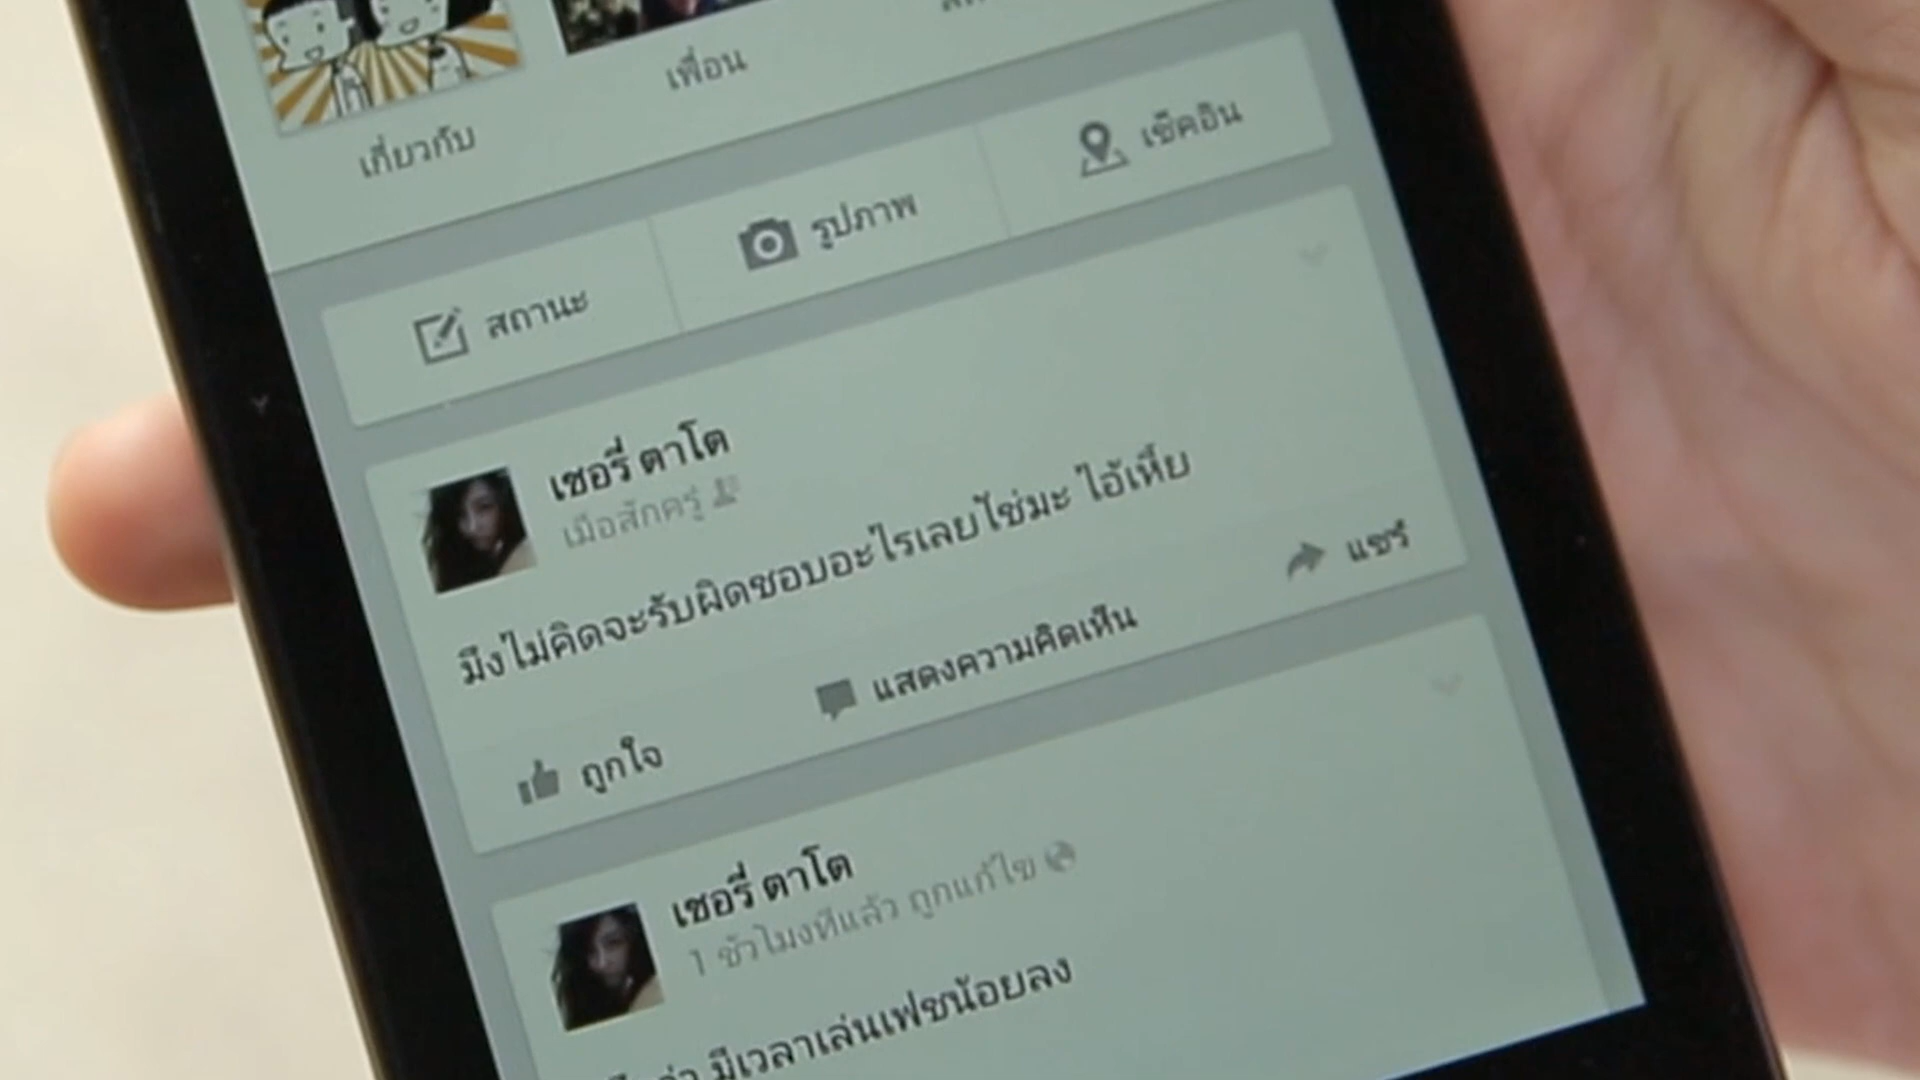 เพื่อน
เกี่ยวกับ
สถานะ
รูปภาพ
เช็คอิน
เชอรี่ ตาโต
เมื่อสักครู่
มึงไม่คิดจะรับผิดชอบอะไรเลยใช่มะ ไอ้เหี้ย
ถูกใจ
แสดงความคิดเห็น
แชร์
เชอรี่ ตาโต
1 ชั่วโมงที่แล้ว ถูกแก้ไข
มีเวลาเล่นเฟชน้อยลง